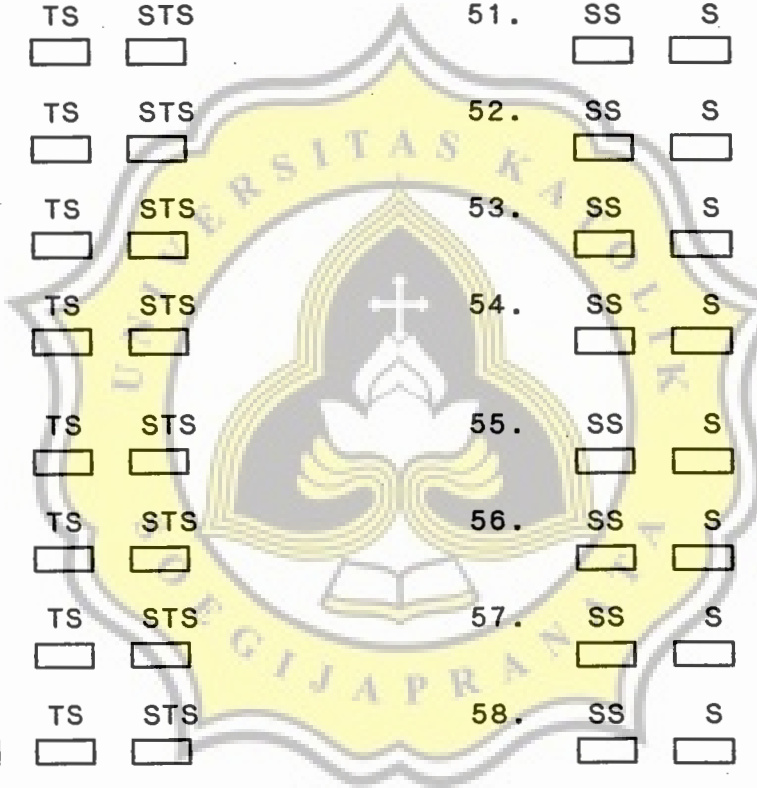 TS STS 51. SS S
TS STS 52. SS S
TS STS 53. SS S
TS STS 54. SS S
TS STS 55. SS S
TS STS 56. SS S
TS STS 57. SS S
TS STS 58. SS S
UNIVERSITAS KATOLIK
SOEGIJAPRANATA